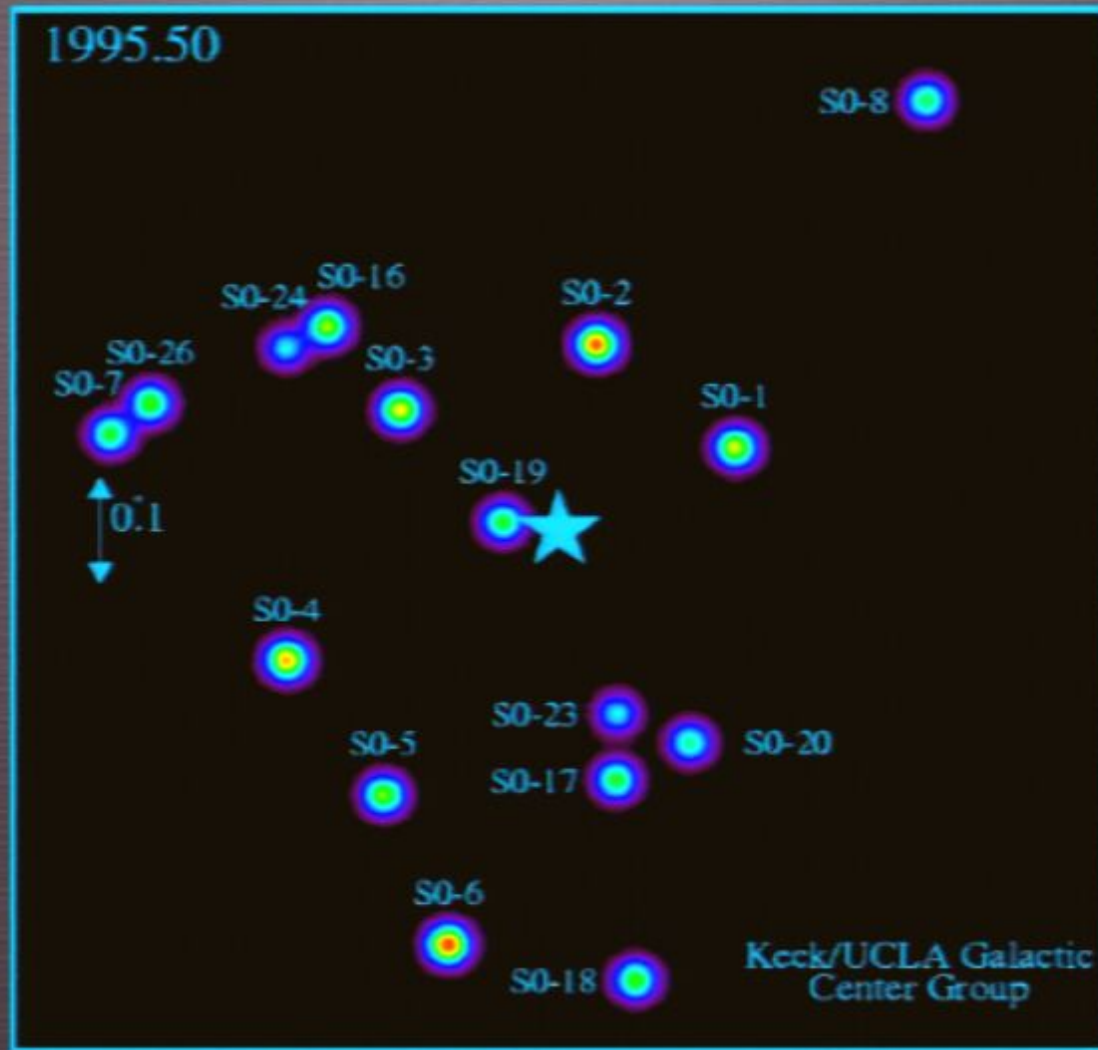 1995.50
S0-8
S0-16
S0-24
S0-2
S0-26
S0-3
S0-7
S0-1
S0-19
0.1"
S0-4
S0-23
S0-20
S0-5
S0-17
S0-6
S0-18
Keck/UCLA Galactic
Center Group